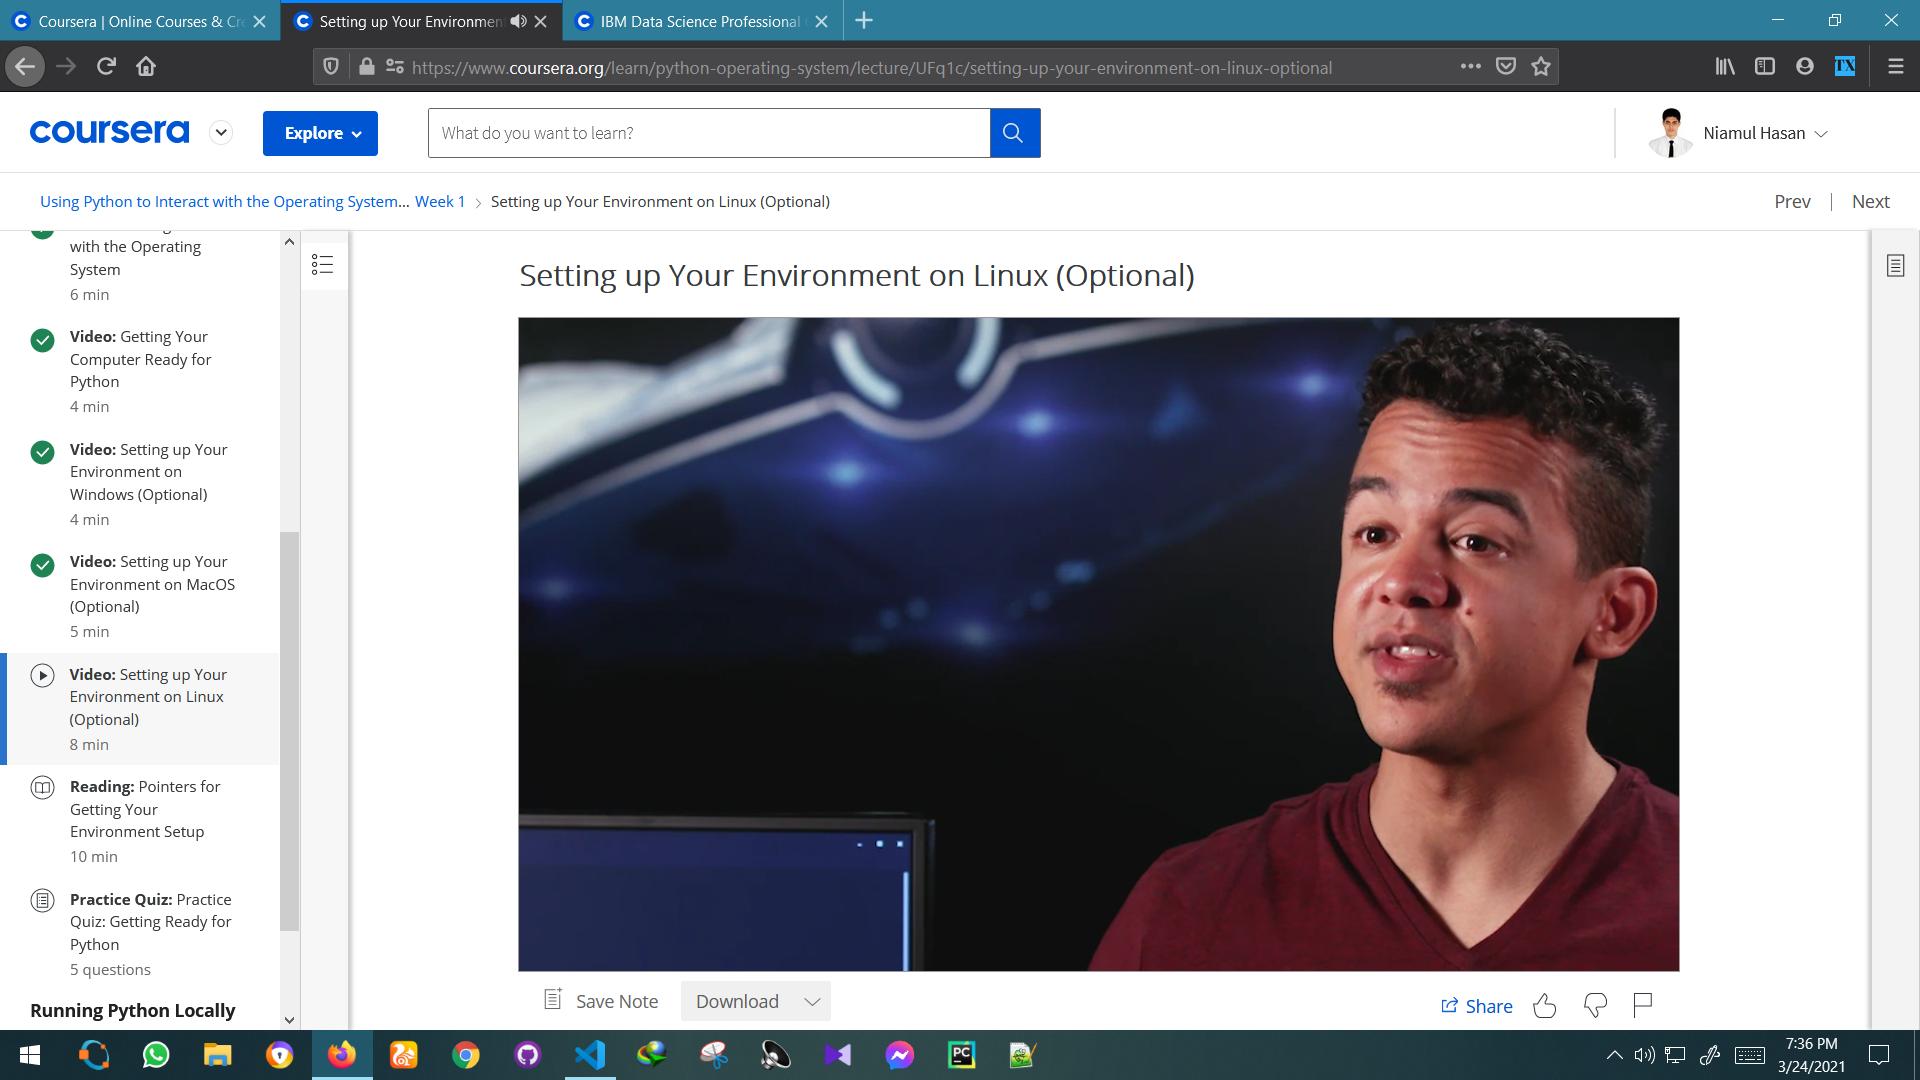 Coursera | Online Courses & Cre
Setting up Your Environmen
IBM Data Science Professional
https://www.coursera.org/learn/python-operating-system/lecture/UFq1c/setting-up-your-environment-on-linux-optional
TX
coursera
Explore
What do you want to learn?
Niamul Hasan
Using Python to Interact with the Operating System... Week 1 > Setting up Your Environment on Linux (Optional)
Prev | Next
with the Operating
System
6 min
Video: Getting Your
Computer Ready for
Python
4 min
Video: Setting up Your
Environment on
Windows (Optional)
4 min
Video: Setting up Your
Environment on MacOS
(Optional)
5 min
Video: Setting up Your
Environment on Linux
(Optional)
8 min
Reading: Pointers for
Getting Your
Environment Setup
10 min
Practice Quiz: Practice
Quiz: Getting Ready for
Python
5 questions
Running Python Locally
Setting up Your Environment on Linux (Optional)
Save Note
Download
Share
PC
7:36 PM
3/24/2021